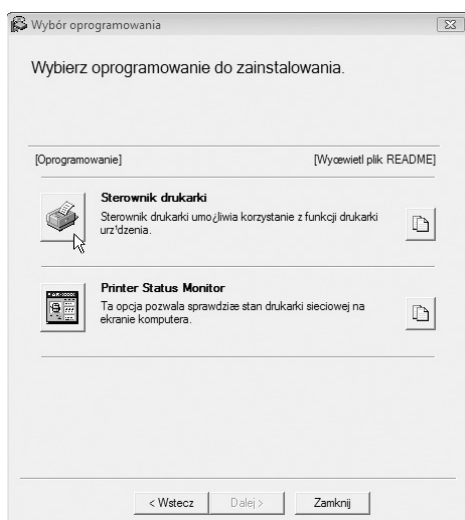 Wybór oprogramowania
Wybierz oprogramowanie do zainstalowania.
[Oprogramowanie] [Wyœwietl plik README]
Sterownik drukarki
Sterownik drukarki umo¿liwia korzystanie z funkcji drukarki
urz¹dzenia.
Printer Status Monitor
Ta opcja pozwala sprawdziæ stan drukarki sieciowej na
ekranie komputera.
< Wstecz Dalej > Zamknij